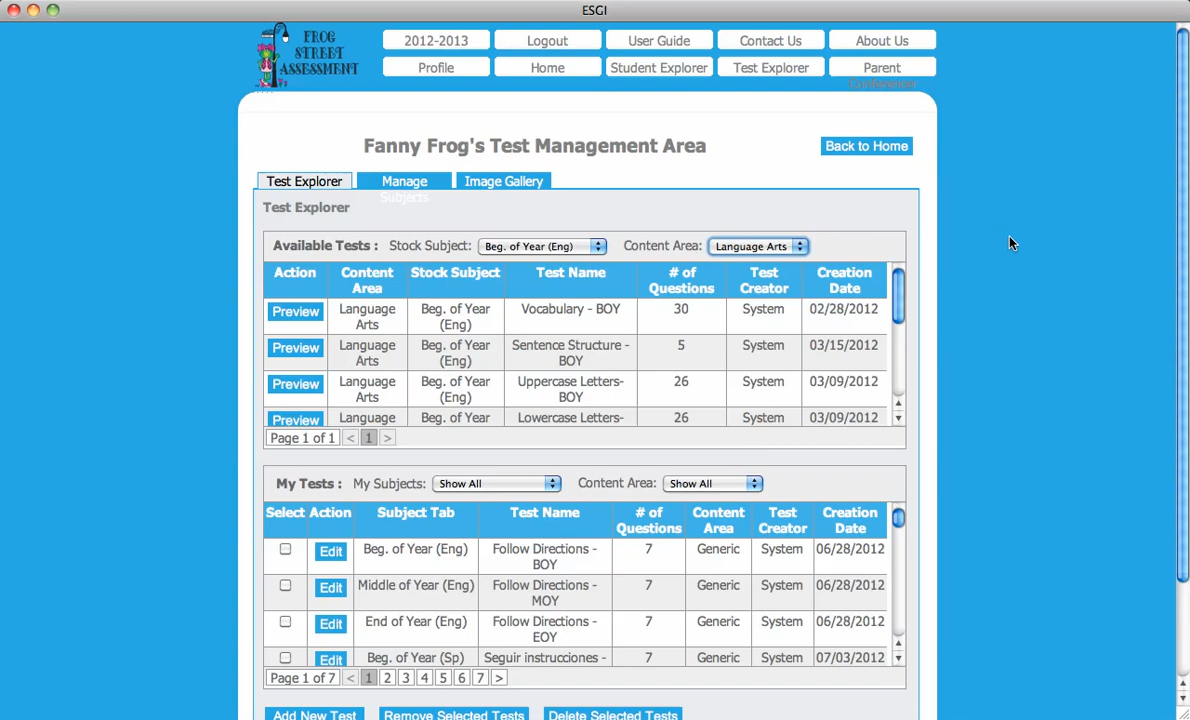 ESGI
FROG
STREET
ASSESSMENT
2012-2013 Logout User Guide Contact Us About Us
Profile Home Student Explorer Test Explorer Parent
Conferencer
Fanny Frog's Test Management Area Back to Home
Test Explorer Manage Image Gallery
Subjects
Test Explorer
Available Tests : Stock Subject: Beg. of Year (Eng) Content Area: Language Arts
Action Content Stock Subject Test Name # of Test Creation
Area Questions Creator Date
Preview Language Beg. of Year Vocabulary - BOY 30 System 02/28/2012
Arts (Eng)
Preview Language Beg. of Year Sentence Structure - 5 System 03/15/2012
Arts (Eng) BOY
Preview Language Beg. of Year Uppercase Letters- 26 System 03/09/2012
Arts (Eng) BOY
Preview Language Beg. of Year Lowercase Letters- 26 System 03/09/2012
Page 1 of 1 < 1 >
My Tests : My Subjects: Show All Content Area: Show All
Select Action Subject Tab Test Name # of Content Test Creation
Questions Area Creator Date
Edit Beg. of Year (Eng) Follow Directions - 7 Generic System 06/28/2012
BOY
Edit Middle of Year (Eng) Follow Directions - 7 Generic System 06/28/2012
MOY
Edit End of Year (Eng) Follow Directions - 7 Generic System 06/28/2012
EOY
Edit Beg. of Year (Sp) Seguir instrucciones - 7 Generic System 07/03/2012
Page 1 of 7 < 1 2 3 4 5 6 7 >
Add New Test Remove Selected Tests Delete Selected Tests